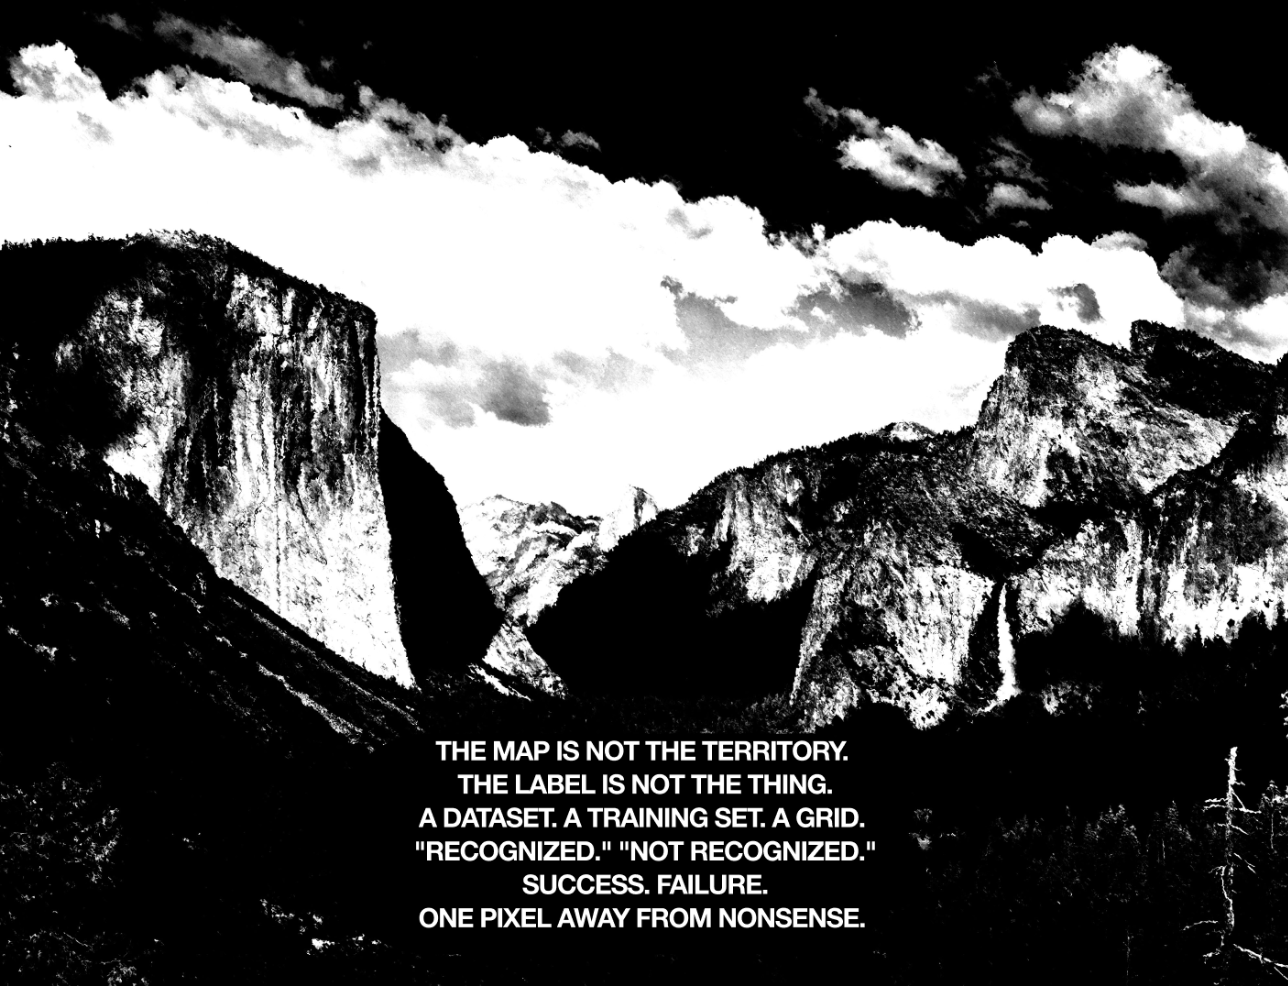 THE MAP IS NOT THE TERRITORY.
THE LABEL IS NOT THE THING.
A DATASET. A TRAINING SET. A GRID.
"RECOGNIZED." "NOT RECOGNIZED."
SUCCESS. FAILURE.
ONE PIXEL AWAY FROM NONSENSE.